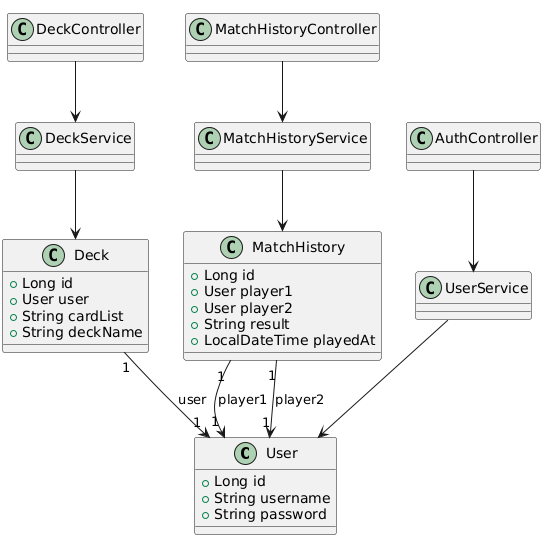 C DeckController
C MatchHistoryController
C DeckService
C MatchHistoryService
C AuthController
C Deck
Long id
User user
String cardList
String deckName
C MatchHistory
Long id
User player1
User player2
String result
LocalDateTime playedAt
C UserService
1
1
1
user
player1
player2
1
1
1
C User
Long id
String username
String password